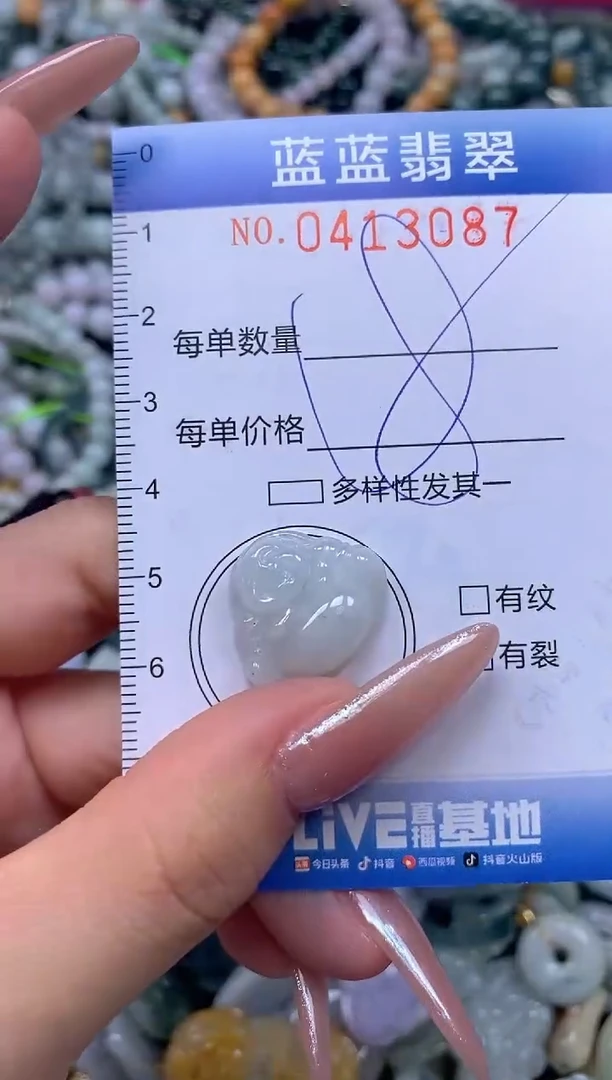 蓝蓝翡翠
NO.0413087
每单数量
每单价格
多样性发其一
有纹
有裂
LiVE直播基地
今日头条 抖音 西瓜视频 抖音火山版
0
1
2
3
4
5
6